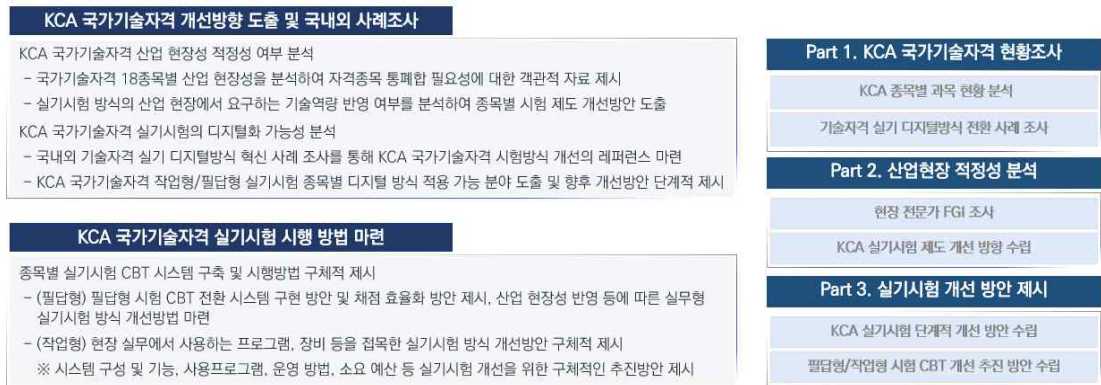 KCA 국가기술자격 개선방향 도출 및 국내외 사례조사
KCA 국가기술자격 산업 현장성 적정성 여부 분석
- 국가기술자격 18종목별 산업 현장성을 분석하여 자격종목 통폐합 필요성에 대한 객관적 자료 제시
- 실기시험 방식의 산업 현장에서 요구하는 기술역량 반영 여부를 분석하여 종목별 시험 제도 개선방안 도출
KCA 국가기술자격 실기시험의 디지털화 가능성 분석
- 국내외 기술자격 실기 디지털방식 혁신 사례 조사를 통해 KCA 국가기술자격 시험방식 개선의 레퍼런스 마련
- KCA 국가기술자격 작업형/필답형 실기시험 종목별 디지털 방식 적용 가능 분야 도출 및 향후 개선방안 단계적 제시
KCA 국가기술자격 실기시험 시행 방법 마련
종목별 실기시험 CBT 시스템 구축 및 시행방법 구체적 제시
- (필답형) 필답형 시험 CBT 전환 시스템 구현 방안 및 채점 효율화 방안 제시, 산업 현장성 반영 등에 따른 실무형
실기시험 방식 개선방법 마련
- (작업형) 현장 실무에서 사용하는 프로그램, 장비 등을 접목한 실기시험 방식 개선방안 구체적 제시
※ 시스템 구성 및 기능, 사용프로그램, 운영 방법, 소요 예산 등 실기시험 개선을 위한 구체적인 추진방안 제시
Part 1. KCA 국가기술자격 현황조사
KCA 종목별 과목 현황 분석
기술자격 실기 디지털방식 전환 사례 조사
Part 2. 산업현장 적정성 분석
현장 전문가 FGI 조사
KCA 실기시험 제도 개선 방향 수립
Part 3. 실기시험 개선 방안 제시
KCA 실기시험 단계적 개선 방안 수립
필답형/작업형 시험 CBT 개선 추진 방안 수립